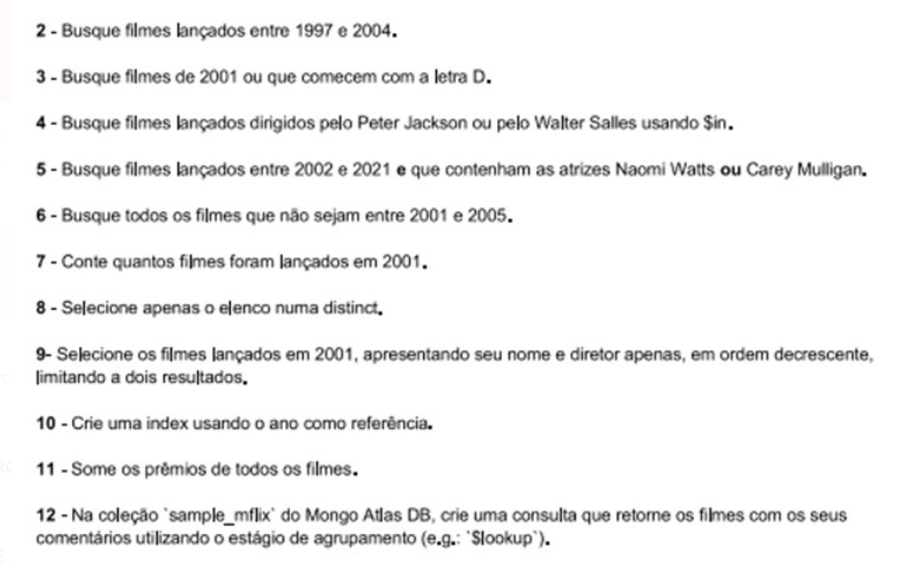 2 - Busque filmes lançados entre 1997 e 2004.
3 - Busque filmes de 2001 ou que comecem com a letra D.
4 - Busque filmes lançados dirigidos pelo Peter Jackson ou pelo Walter Salles usando $in.
5 - Busque filmes lançados entre 2002 e 2021 e que contenham as atrizes Naomi Watts ou Carey Mulligan.
6 - Busque todos os filmes que não sejam entre 2001 e 2005.
7 - Conte quantos filmes foram lançados em 2001.
8 - Selecione apenas o elenco numa distinct.
9- Selecione os filmes lançados em 2001, apresentando seu nome e diretor apenas, em ordem decrescente,
limitando a dois resultados.
10 - Crie uma index usando o ano como referência.
11 - Some os prêmios de todos os filmes.
12 - Na coleção `sample_mflix` do Mongo Atlas DB, crie uma consulta que retorne os filmes com os seus
comentários utilizando o estágio de agrupamento (e.g.: `$lookup`).